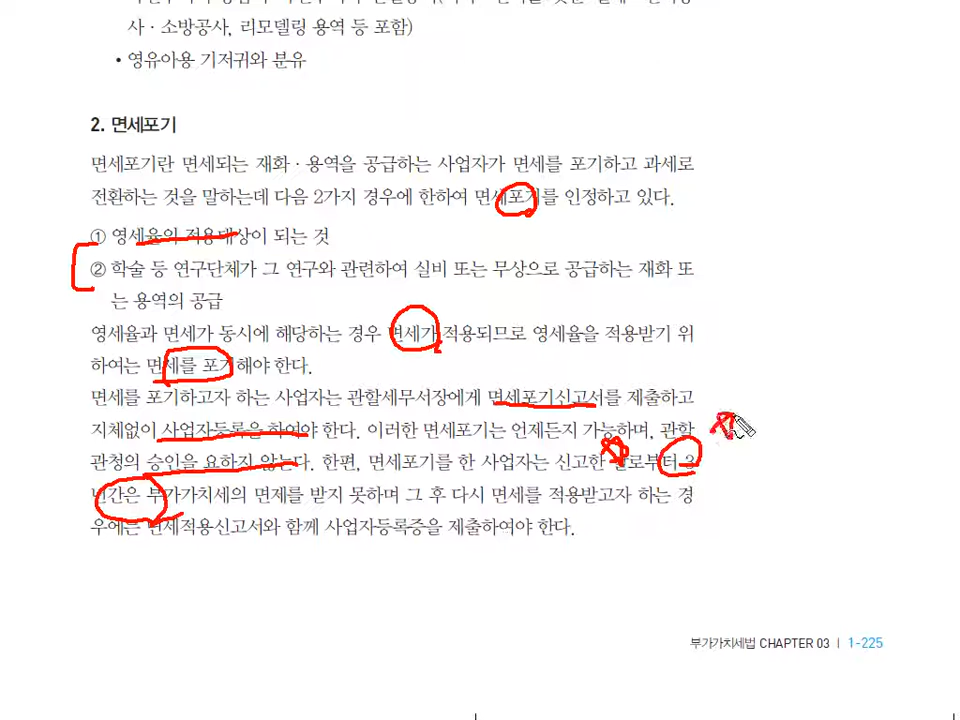 사 · 소방공사, 리모델링 용역 등 포함)
• 영유아용 기저귀와 분유
2. 면세포기
면세포기란 면세되는 재화 · 용역을 공급하는 사업자가 면세를 포기하고 과세로
전환하는 것을 말하는데 다음 2가지 경우에 한하여 면세포기를 인정하고 있다.
① 영세율의 적용대상이 되는 것
② 학술 등 연구단체가 그 연구와 관련하여 실비 또는 무상으로 공급하는 재화 또
는 용역의 공급
영세율과 면세가 동시에 해당하는 경우 면세가 적용되므로 영세율을 적용받기 위
하여는 면세를 포기해야 한다.
면세를 포기하고자 하는 사업자는 관할세무서장에게 면세포기신고서를 제출하고
지체없이 사업자등록을 하여야 한다. 이러한 면세포기는 언제든지 가능하며, 관할
관청의 승인을 요하지 않는다. 한편, 면세포기를 한 사업자는 신고한 날로부터 3
년간은 부가가치세의 면제를 받지 못하며 그 후 다시 면세를 적용받고자 하는 경
우에는 면세적용신고서와 함께 사업자등록증을 제출하여야 한다.
부가가치세법 CHAPTER 03 | 1-225